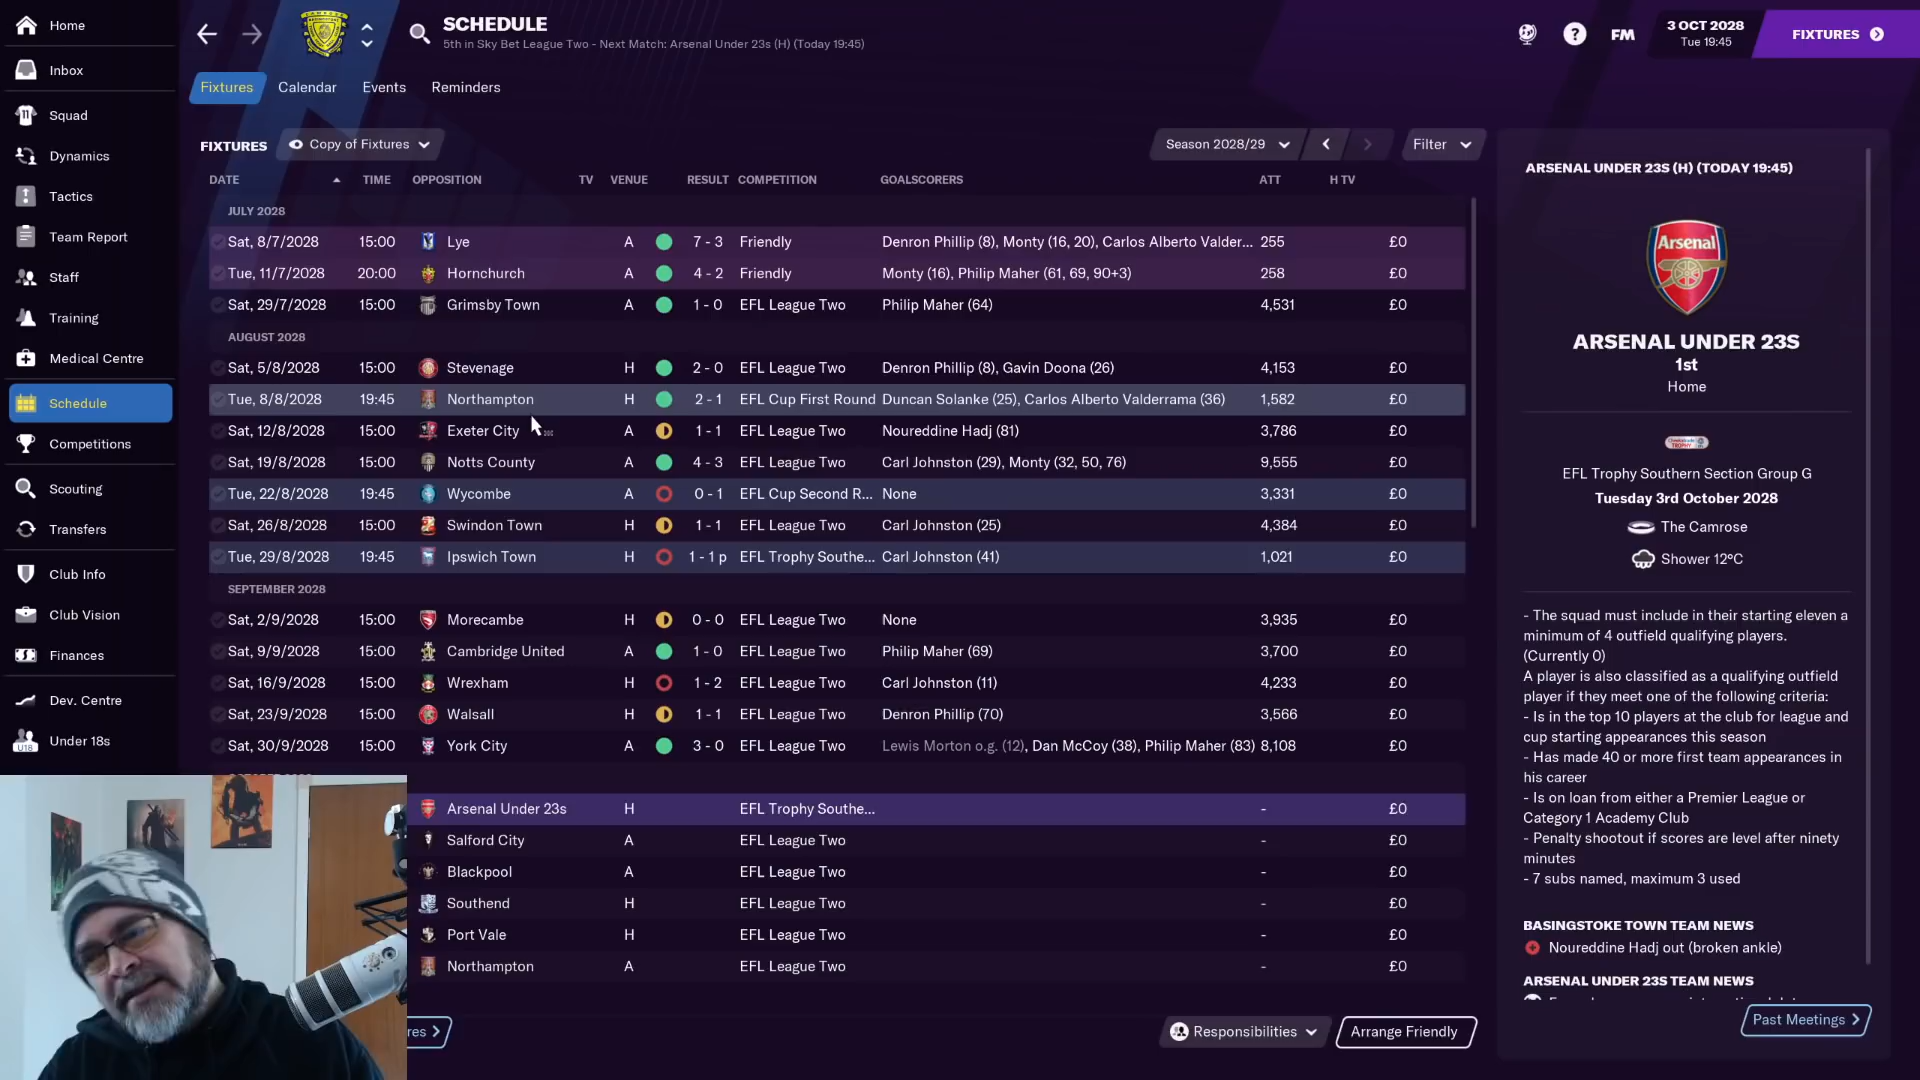 Home
Inbox
Squad
Dynamics
Tactics
Team Report
Staff
Training
Medical Centre
Schedule
Competitions
Scouting
Transfers
Club Info
Club Vision
Finances
Dev. Centre
U18 Under 18s
SCHEDULE
5th in Sky Bet League Two - Next Match: Arsenal Under 23s (H) (Today 19:45)
FM
3 OCT 2028
Tue 19:45
FIXTURES
Fixtures Calendar Events Reminders
FIXTURES Copy of Fixtures Season 2028/29 Filter
DATE TIME OPPOSITION TV VENUE RESULT COMPETITION GOALSCORERS ATT H TV
JULY 2028
Sat, 8/7/2028 15:00 Lye A 7 - 3 Friendly Denron Phillip (8), Monty (16, 20), Carlos Alberto Valder... 255 £0
Tue, 11/7/2028 20:00 Hornchurch A 4 - 2 Friendly Monty (16), Philip Maher (61, 69, 90+3) 258 £0
Sat, 29/7/2028 15:00 Grimsby Town A 1 - 0 EFL League Two Philip Maher (64) 4,531 £0
AUGUST 2028
Sat, 5/8/2028 15:00 Stevenage H 2 - 0 EFL League Two Denron Phillip (8), Gavin Doona (26) 4,153 £0
Tue, 8/8/2028 19:45 Northampton H 2 - 1 EFL Cup First Round Duncan Solanke (25), Carlos Alberto Valderrama (36) 1,582 £0
Sat, 12/8/2028 15:00 Exeter City A 1 - 1 EFL League Two Noureddine Hadj (81) 3,786 £0
Sat, 19/8/2028 15:00 Notts County A 4 - 3 EFL League Two Carl Johnston (29), Monty (32, 50, 76) 9,555 £0
Tue, 22/8/2028 19:45 Wycombe A 0 - 1 EFL Cup Second R... None 3,331 £0
Sat, 26/8/2028 15:00 Swindon Town H 1 - 1 EFL League Two Carl Johnston (25) 4,384 £0
Tue, 29/8/2028 19:45 Ipswich Town H 1 - 1 p EFL Trophy Southe... Carl Johnston (41) 1,021 £0
SEPTEMBER 2028
Sat, 2/9/2028 15:00 Morecambe H 0 - 0 EFL League Two None 3,935 £0
Sat, 9/9/2028 15:00 Cambridge United A 1 - 0 EFL League Two Philip Maher (69) 3,700 £0
Sat, 16/9/2028 15:00 Wrexham H 1 - 2 EFL League Two Carl Johnston (11) 4,233 £0
Sat, 23/9/2028 15:00 Walsall H 1 - 1 EFL League Two Denron Phillip (70) 3,566 £0
Sat, 30/9/2028 15:00 York City A 3 - 0 EFL League Two Lewis Morton o.g. (12), Dan McCoy (38), Philip Maher (83) 8,108 £0
Arsenal Under 23s H EFL Trophy Southe... - £0
Salford City A EFL League Two - £0
Blackpool A EFL League Two - £0
Southend H EFL League Two - £0
Port Vale H EFL League Two - £0
Northampton A EFL League Two - £0
res
Responsibilities
Arrange Friendly
ARSENAL UNDER 23S (H) (TODAY 19:45)
Arsenal
ARSENAL UNDER 23S
1st
Home
EFL Trophy Southern Section Group G
Tuesday 3rd October 2028
The Camrose
Shower 12°C
- The squad must include in their starting eleven a
minimum of 4 outfield qualifying players.
(Currently 0)
A player is also classified as a qualifying outfield
player if they meet one of the following criteria:
- Is in the top 10 players at the club for league and
cup starting appearances this season
- Has made 40 or more first team appearances in
his career
- Is on loan from either a Premier League or
Category 1 Academy Club
- Penalty shootout if scores are level after ninety
minutes
- 7 subs named, maximum 3 used
BASINGSTOKE TOWN TEAM NEWS
Noureddine Hadj out (broken ankle)
ARSENAL UNDER 23S TEAM NEWS
Past Meetings